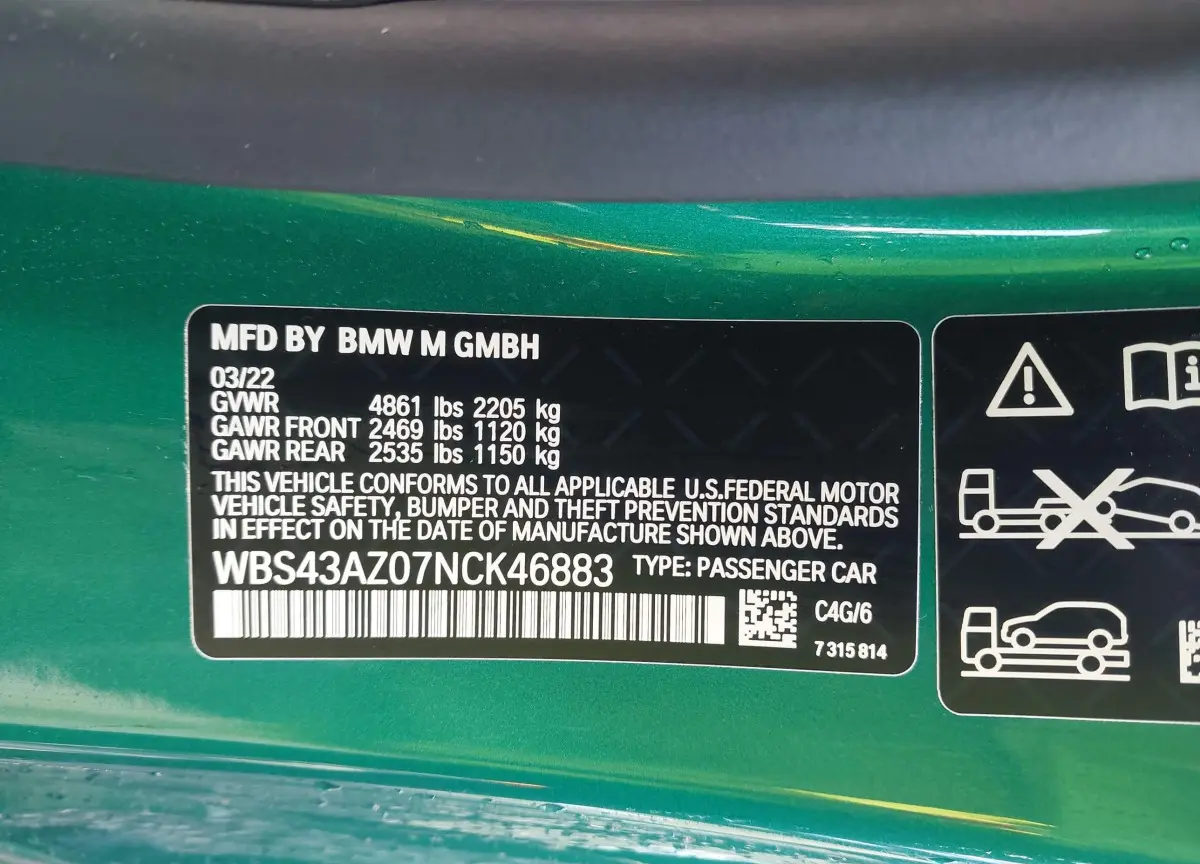 MFD BY BMW M GMBH
03/22
GVWR 4861 lbs 2205 kg
GAWR FRONT 2469 lbs 1120 kg
GAWR REAR 2535 lbs 1150 kg
THIS VEHICLE CONFORMS TO ALL APPLICABLE U.S.FEDERAL MOTOR
VEHICLE SAFETY, BUMPER AND THEFT PREVENTION STANDARDS
IN EFFECT ON THE DATE OF MANUFACTURE SHOWN ABOVE.
WBS43AZ07NCK46883 TYPE: PASSENGER CAR
C4G/6
7 315 814